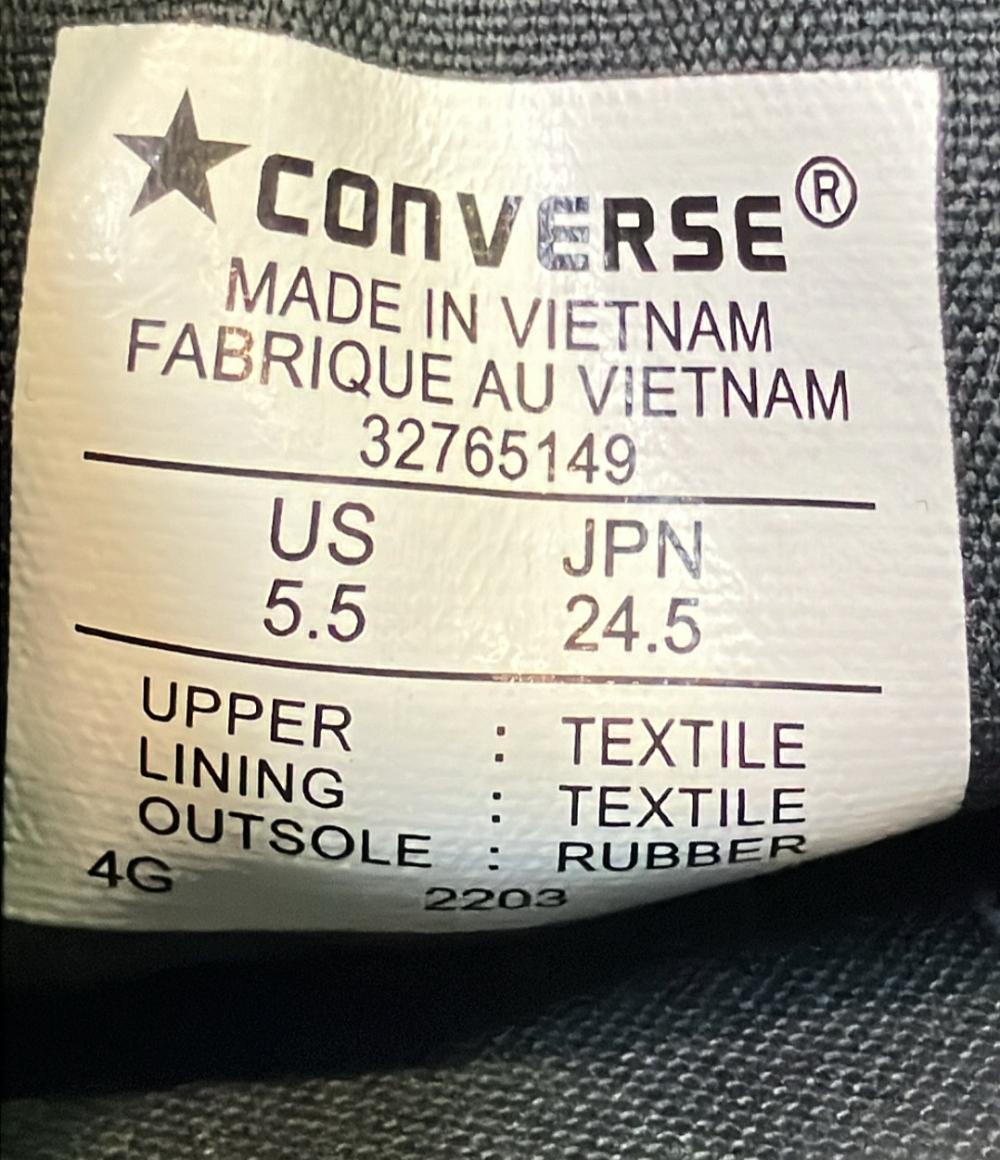 CONVERSE®
MADE IN VIETNAM
FABRIQUE AU VIETNAM
32765149
US JPN
5.5 24.5
UPPER : TEXTILE
LINING : TEXTILE
OUTSOLE : RUBBER
4G 2203